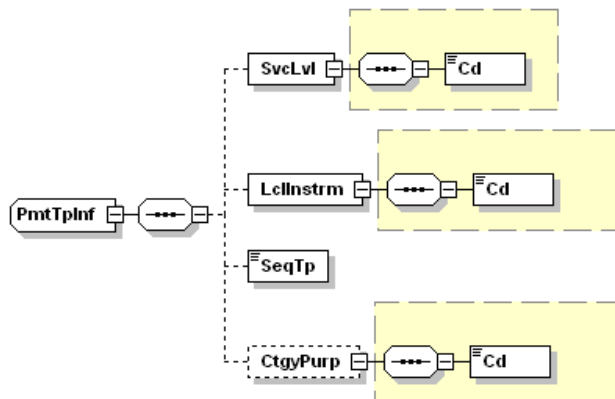 SvcLvl
Cd
LclInstrm
Cd
PmtTpInf
SeqTp
CtgyPurp
Cd